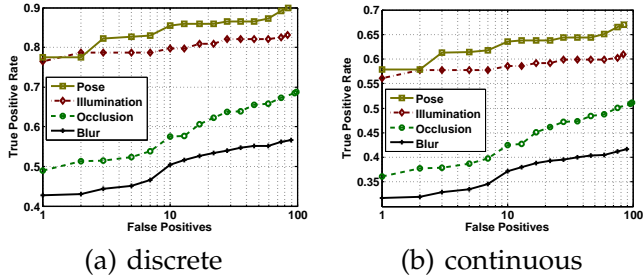 True Positive Rate
0.9
0.8
0.7
0.6
0.5
0.4
Pose
Illumination
Occlusion
Blur
1
10
100
False Positives
(a) discrete
True Positive Rate
0.7
0.65
0.6
0.55
0.5
0.45
0.4
0.35
Pose
Illumination
Occlusion
Blur
1
10
100
False Positives
(b) continuous